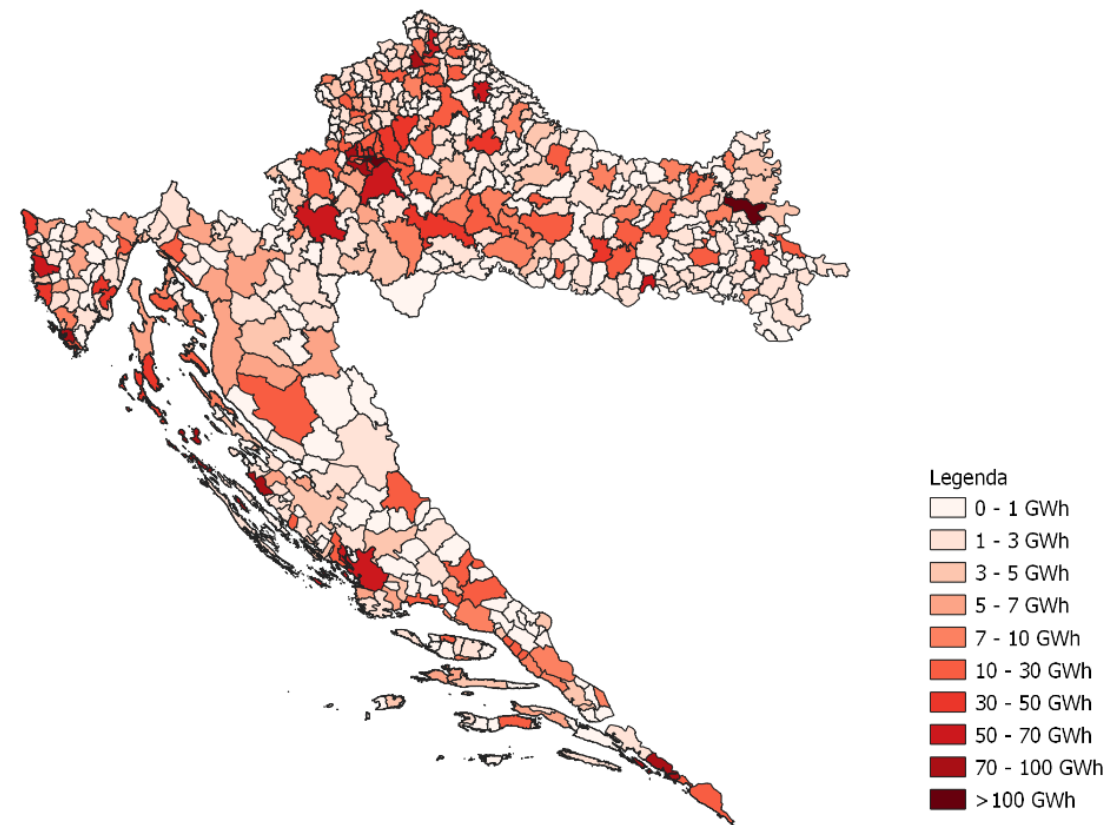 Legenda
0 - 1 GWh
1 - 3 GWh
3 - 5 GWh
5 - 7 GWh
7 - 10 GWh
10 - 30 GWh
30 - 50 GWh
50 - 70 GWh
70 - 100 GWh
>100 GWh